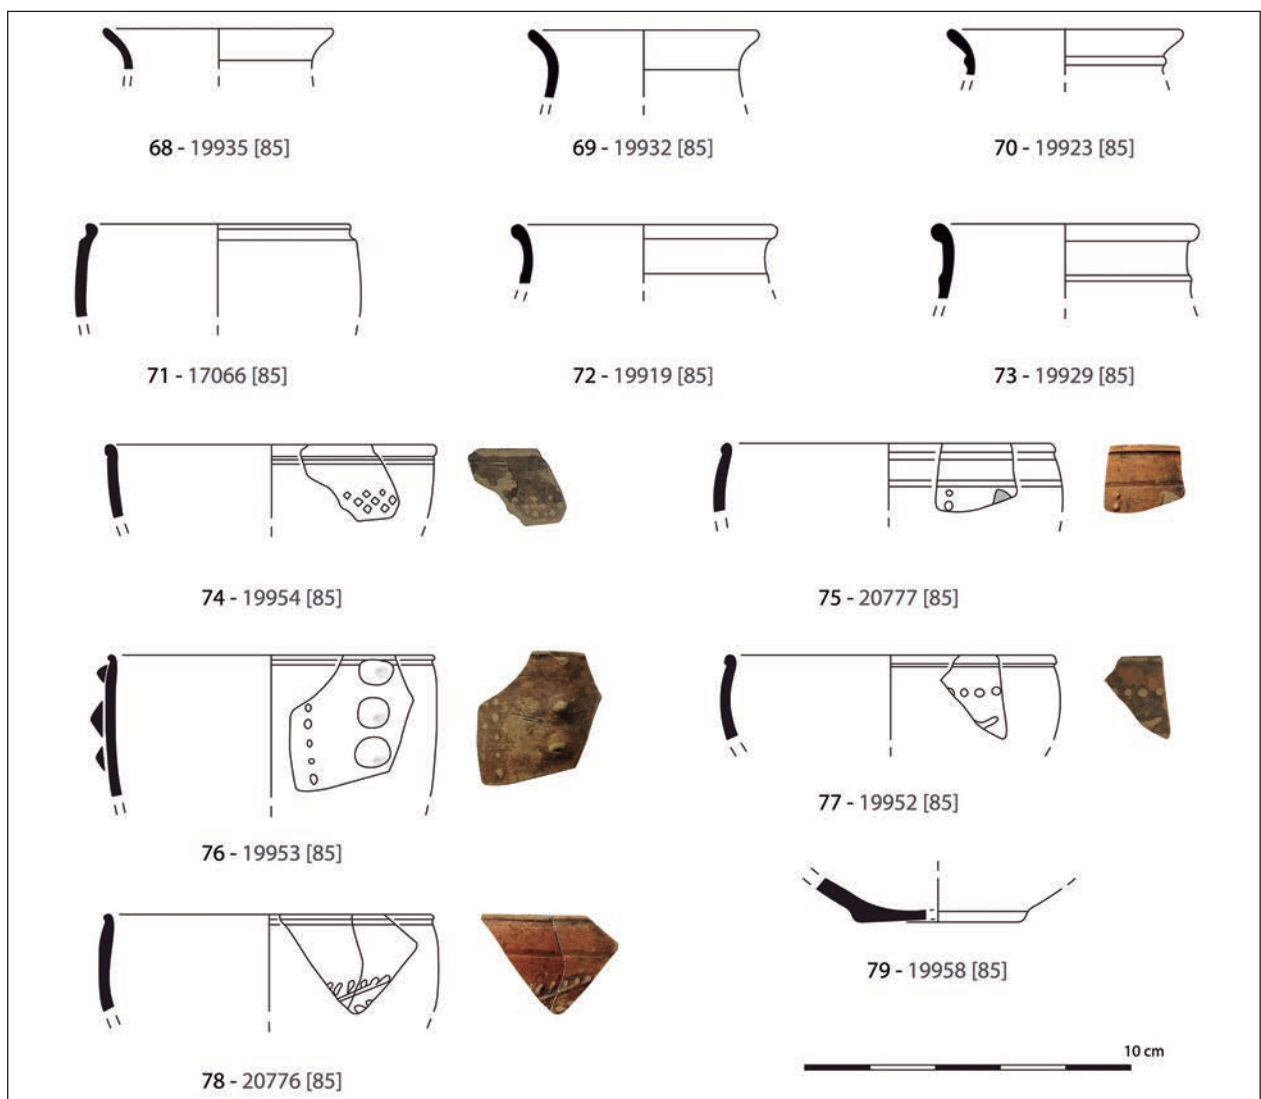 68 - 19935 [85]
69 - 19932 [85]
70 - 19923 [85]
71 - 17066 [85]
72 - 19919 [85]
73 - 19929 [85]
74 - 19954 [85]
75 - 20777 [85]
76 - 19953 [85]
77 - 19952 [85]
79 - 19958 [85]
10 cm
78 - 20776 [85]